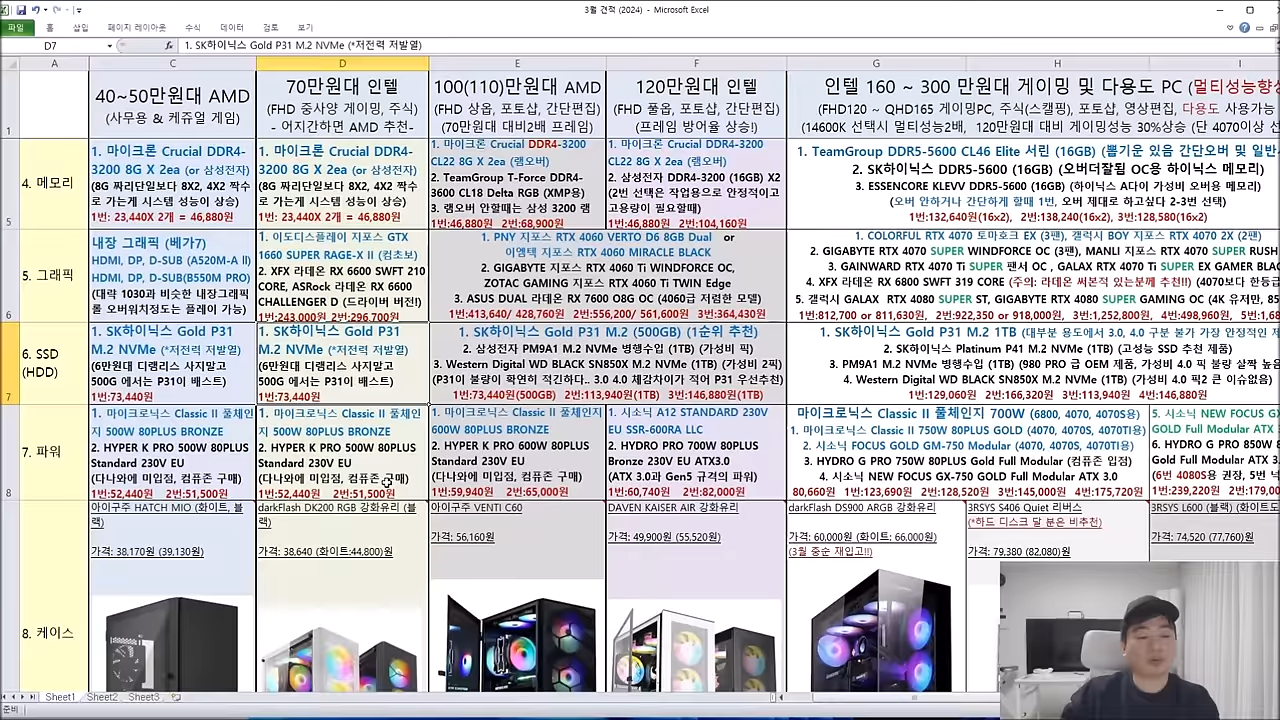 3월 견적 (2024) - Microsoft Excel
파일 홈 삽입 페이지 레이아웃 수식 데이터 검토 보기
D7 fx 1. SK하이닉스 Gold P31 M.2 NVMe (*저전력 저발열)
A C D E F G H I
1
40~50만원대 AMD
(사무용 & 케쥬얼 게임)
70만원대 인텔
(FHD 중사양 게이밍, 주식)
- 어지간하면 AMD 추천-
100(110)만원대 AMD
(FHD 상옵, 포토샵, 간단편집)
(70만원대 대비2배 프레임)
120만원대 인텔
(FHD 풀옵, 포토샵, 간단편집)
(프레임 방어율 상승!)
인텔 160 ~ 300 만원대 게이밍 및 다용도 PC (멀티성능향상
(FHD120 ~ QHD165 게이밍PC, 주식(스캘핑), 포토샵, 영상편집, 다용도 사용가능
(14600K 선택시 멀티성능2배, 120만원대 대비 게이밍성능 30%상승 (단 4070이상 선
5
4. 메모리
1. 마이크론 Crucial DDR4-
3200 8G X 2ea (or 삼성전자)
(8G 짜리단일보다 8X2, 4X2 짝수
로 가는게 시스템 성능이 상승)
1번: 23,440X 2개 = 46,880원
1. 마이크론 Crucial DDR4-
3200 8G X 2ea (or 삼성전자)
(8G 짜리단일보다 8X2, 4X2 짝수
로 가는게 시스템 성능이 상승)
1번: 23,440X 2개 = 46,880원
1. 마이크론 Crucial DDR4-3200
CL22 8G X 2ea (램오버)
2. TeamGroup T-Force DDR4-
3600 CL18 Delta RGB (XMP용)
3. 램오버 안할때는 삼성 3200 램
1번:46,880원 2번:68,900원
1. 마이크론 Crucial DDR4-3200
CL22 8G X 2ea (램오버)
2. 삼성전자 DDR4-3200 (16GB) X2
(2번 선택은 작업용으로 안정적이고
고용량이 필요할때)
1번:46,880원 2번:104,160원
1. TeamGroup DDR5-5600 CL46 Elite 서린 (16GB) (뽑기운 있음 간단오버 및 일반
2. SK하이닉스 DDR5-5600 (16GB) (오버더잘됨 OC용 하이닉스 메모리)
3. ESSENCORE KLEVV DDR5-5600 (16GB) (하이닉스 A다이 가성비 오버용 메모리)
(오버 안하거나 간단하게 할때 1번, 오버 제대로 하고싶다 2-3번 선택)
1번:132,640원(16x2), 2번:138,240(16x2), 3번:128,580(16x2)
6
5. 그래픽
내장 그래픽 (베가7)
HDMI, DP, D-SUB (A520M-A II)
HDMI, DP, D-SUB(B550M PRO)
(대략 1030과 비슷한 내장그래픽
롤 오버워치정도는 플레이 가능)
1. 이도디스플레이 지포스 GTX
1660 SUPER RAGE-X II (컴초보)
2. XFX 라데온 RX 6600 SWFT 210
CORE, ASRock 라데온 RX 6600
CHALLENGER D (드라이버 버전!)
1번:243,000원 2번:296,700원
1. PNY 지포스 RTX 4060 VERTO D6 8GB Dual or
이엠텍 지포스 RTX 4060 MIRACLE BLACK
2. GIGABYTE 지포스 RTX 4060 Ti WINDFORCE OC,
ZOTAC GAMING 지포스 RTX 4060 Ti TWIN Edge
3. ASUS DUAL 라데온 RX 7600 O8G OC (4060급 저렴한 모델)
1번:413,640/ 428,760원 2번:556,200/ 561,600원 3번:364,430원
1. COLORFUL RTX 4070 토마호크 EX (3팬), 갤럭시 BOY 지포스 RTX 4070 2X (2팬)
2. GIGABYTE RTX 4070 SUPER WINDFORCE OC (3팬), MANLI 지포스 RTX 4070 SUPER RUSH
3. GAINWARD RTX 4070 Ti SUPER 팬서 OC , GALAX RTX 4070 Ti SUPER EX GAMER BLAC
4. XFX RX 6800 SWFT 319 CORE (주의: 라데온 써본적 있는분께 추천!!) (4070보다 한등급
5. 갤럭시 GALAX RTX 4080 SUPER ST, GIGABYTE RTX 4080 SUPER GAMING OC (4K 유저만, 85
1번:812,700 or 811,630원, 2번:922,350 or 918,000원, 3번:1,252,800원, 4번:498,960원, 5번:1
7
6. SSD
(HDD)
1. SK하이닉스 Gold P31
M.2 NVMe (*저전력 저발열)
(6만원대 디램리스 사지말고
500G 에서는 P31이 베스트)
1번:73,440원
1. SK하이닉스 Gold P31
M.2 NVMe (*저전력 저발열)
(6만원대 디램리스 사지말고
500G 에서는 P31이 베스트)
1번:73,440원
1. SK하이닉스 Gold P31 M.2 (500GB) (1순위 추천)
2. 삼성전자 PM9A1 M.2 NVMe 병행수입 (1TB) (가성비 픽)
3. Western Digital WD BLACK SN850X M.2 NVMe (1TB) (가성비 2픽)
(P31이 불량이 확연히 적긴하다.. 3.0 4.0 체감차이가 적어 P31 우선추천)
1번:73,440원(500GB) 2번:113,940원(1TB) 3번:146,880원(1TB)
1. SK하이닉스 Gold P31 M.2 1TB (대부분 용도에서 3.0, 4.0 구분 불가 가장 안정적인 제
2. SK하이닉스 Platinum P41 M.2 NVMe (1TB) (고성능 SSD 추천 제품)
3. PM9A1 M.2 NVMe 병행수입 (1TB) (980 PRO 급 OEM 제품, 가성비 4.0 픽 불량 살짝 높은
4. Western Digital WD BLACK SN850X M.2 NVMe (1TB) (가성비 4.0 픽2 큰 이슈없음)
1번:129,060원 2번:166,320원 3번:113,940원 4번:146,880원
8
7. 파워
1. 마이크로닉스 Classic II 풀체인
지 500W 80PLUS BRONZE
2. HYPER K PRO 500W 80PLUS
Standard 230V EU
(다나와에 미입점, 컴퓨존 구매)
1번:52,440원 2번:51,500원
1. 마이크로닉스 Classic II 풀체인
지 500W 80PLUS BRONZE
2. HYPER K PRO 500W 80PLUS
Standard 230V EU
(다나와에 미입점, 컴퓨존 구매)
1번:52,440원 2번:51,500원
1. 마이크로닉스 Classic II 풀체인지
600W 80PLUS BRONZE
2. HYPER K PRO 600W 80PLUS
Standard 230V EU
(다나와에 미입점, 컴퓨존 구매)
1번:59,940원 2번:65,000원
1. 시소닉 A12 STANDARD 230V
EU SSR-600RA LLC
2. HYDRO PRO 700W 80PLUS
Bronze 230V EU ATX3.0
(ATX 3.0과 Gen5 규격의 파워)
1번:60,740원 2번:82,000원
마이크로닉스 Classic II 풀체인지 700W (6800, 4070, 4070S용)
1. 마이크로닉스 Classic II 750W 80PLUS GOLD (4070, 4070S, 4070TI용)
2. 시소닉 FOCUS GOLD GM-750 Modular (4070, 4070S, 4070TI용)
3. HYDRO G PRO 750W 80PLUS Gold Full Modular (컴퓨존 입점)
4. 시소닉 NEW FOCUS GX-750 GOLD Full Modular ATX 3.0
80,660원 1번:123,690원 2번:128,520원 3번:145,000원 4번:175,720원
5. 시소닉 NEW FOCUS GX
GOLD Full Modular ATX
6. HYDRO G PRO 850W
(6번 4080S용 권장, 5번 넉
1번:239,220원 2번:179,00
8. 케이스
아이구주 HATCH MIO (화이트, 블
랙)
가격: 38,170원 (39,130원)
darkFlash DK200 RGB 강화유리 (블
랙)
가격: 38,640 (화이트:44,800원)
아이구주 VENTI C60
가격: 56,160원
DAVEN KAISER AIR 강화유리
가격: 49,900원 (55,520원)
darkFlash DS900 ARGB 강화유리
가격: 60,000원 (화이트: 66,000원)
(3월 중순 재입고!!)
3RSYS S406 Quiet 리버스
(*하드 디스크 달 분은 비추천)
가격: 79,380 (82,080원)
3RSYS L600 (블랙) (화이트도
가격: 74,520 (77,760원)
Sheet1 Sheet2 Sheet3
준비